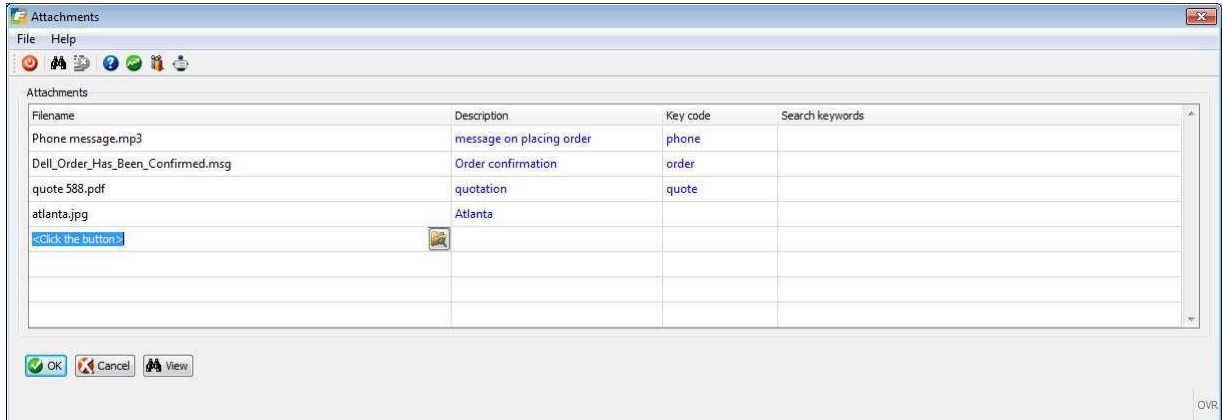 Attachments
File Help
Attachments
Filename Description Key code Search keywords
Phone message.mp3 message on placing order phone
Dell_Order_Has_Been_Confirmed.msg Order confirmation order
quote 588.pdf quotation quote
atlanta.jpg Atlanta
<Click the button>
OK Cancel View
OVR